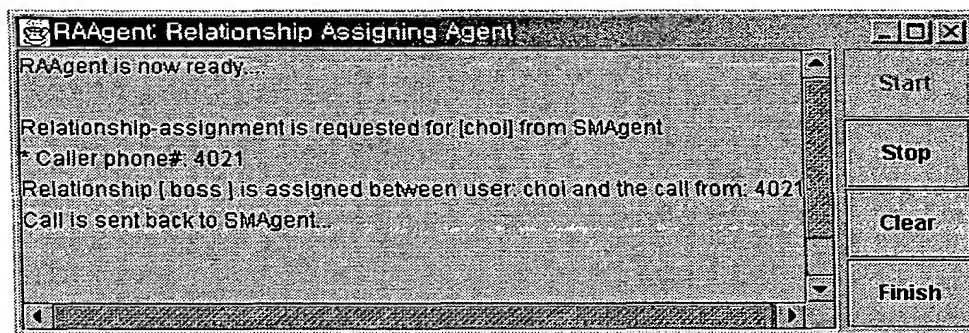 RAAgent: Relationship Assigning Agent
RAAgent is now ready....
Relationship-assignment is requested for [choi] from SMAgent
* Caller phone#: 4021
Relationship [ boss ] is assigned between user: choi and the call from: 4021
Call is sent back to SMAgent...
Start
Stop
Clear
Finish